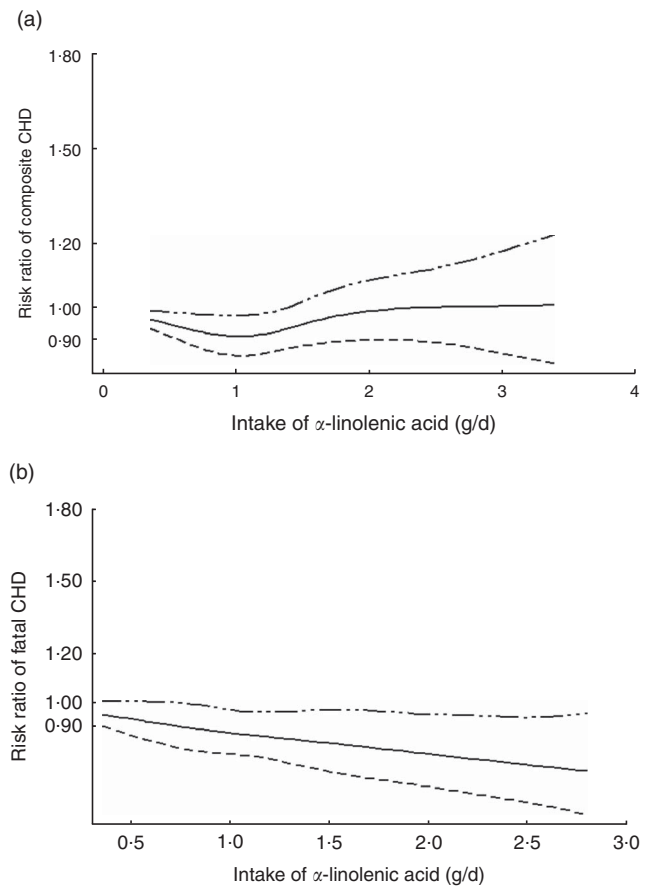 (a)
1·80
1·50
1·20
1·00
0·90
Risk ratio of composite CHD
0 1 2 3 4
Intake of α-linolenic acid (g/d)
(b)
1·80
1·50
1·20
1·00
0·90
Risk ratio of fatal CHD
0·5 1·0 1·5 2·0 2·5 3·0
Intake of α-linolenic acid (g/d)